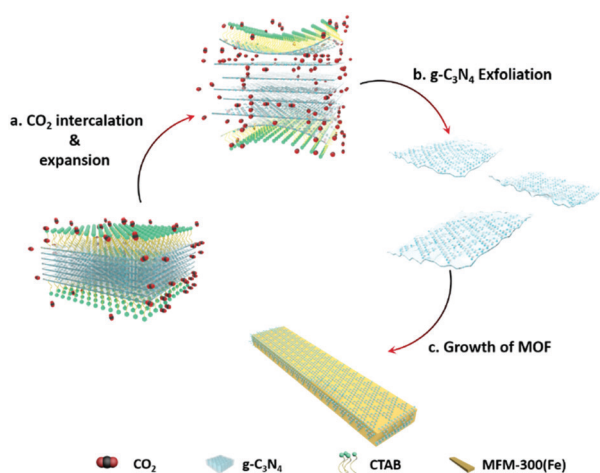 b. g-C₃N₄ Exfoliation
a. CO₂ intercalation
&
expansion
c. Growth of MOF
CO₂
g-C₃N₄
CTAB
MFM-300(Fe)